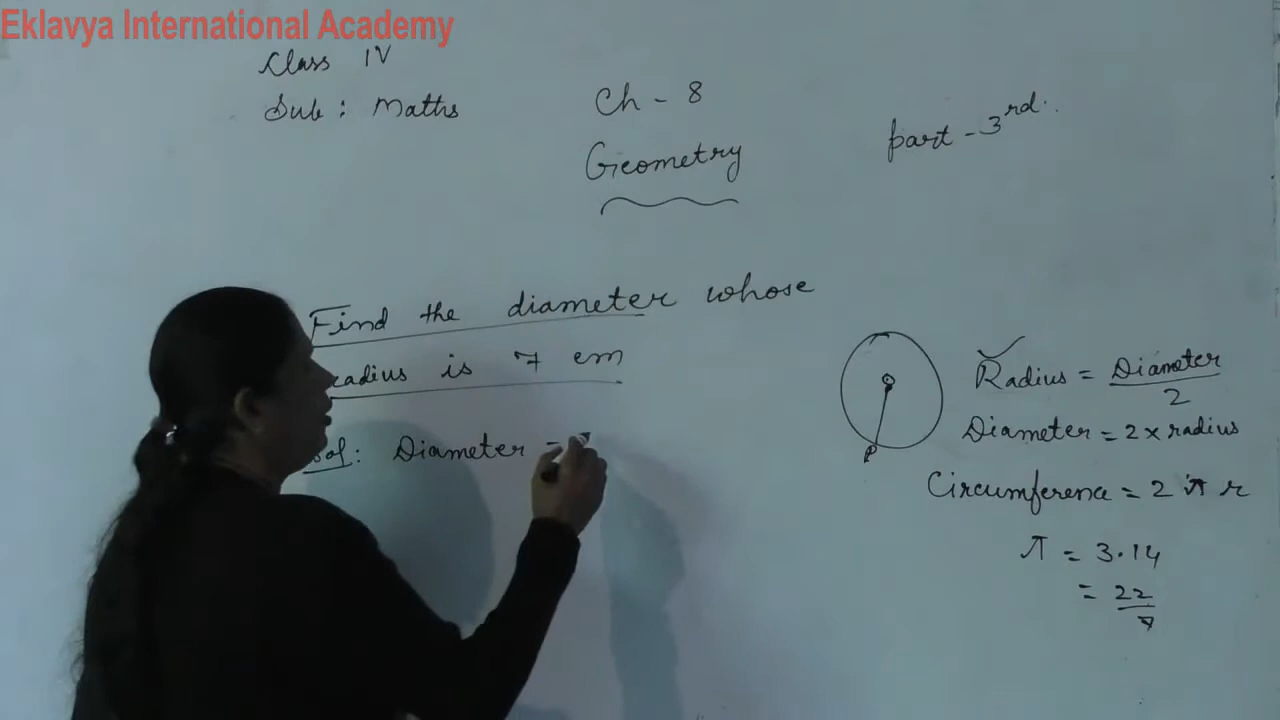 Eklavya International Academy
Class IV
Sub: Maths
Ch - 8
Geometry
part - 3rd.
Find the diameter whose
radius is 7 cm
Sol: Diameter =
O
P
Radius = Diameter/2
Diameter = 2 x radius
Circumference = 2 π r
π = 3.14
= 22/7